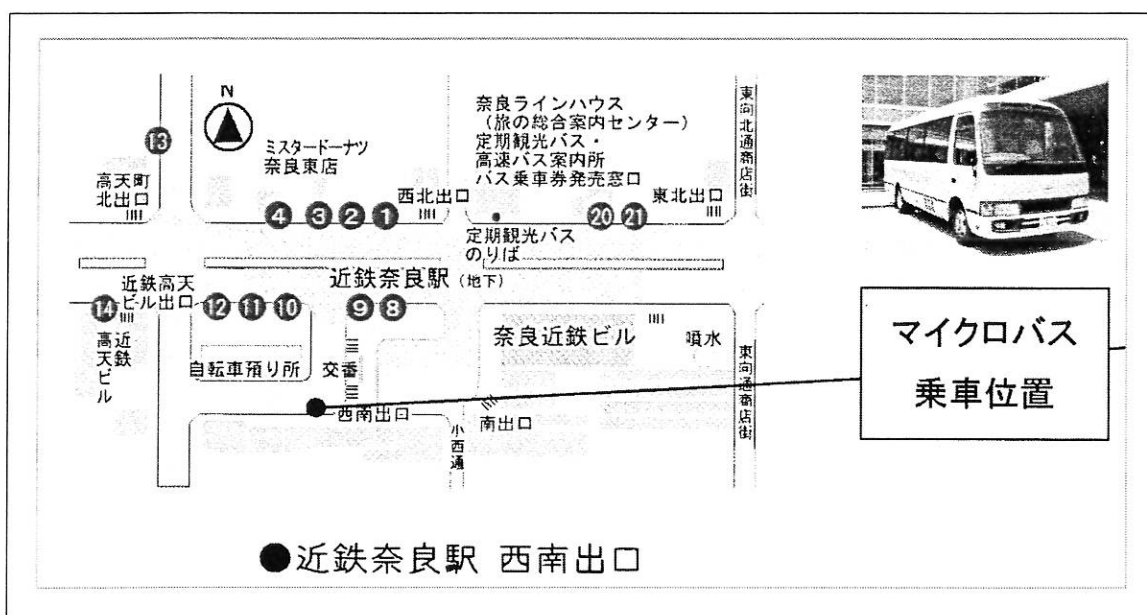 N
13
ミスタードーナツ
奈良東店
高天町
北出口
4 3 2 1
西北出口
奈良ラインハウス
(旅の総合案内センター)
定期観光バス・
高速バス案内所
バス乗車券発売窓口
定期観光バス
のりば
20 21
東北出口
東向北通商店街
近鉄奈良駅(地下)
近鉄高天
ビル出口
14
12 11 10
9 8
近鉄
高天ビル
自転車預り所
交番
西南出口
奈良近鉄ビル
噴水
南出口
小西通
東向通商店街
マイクロバス
乗車位置
●近鉄奈良駅 西南出口